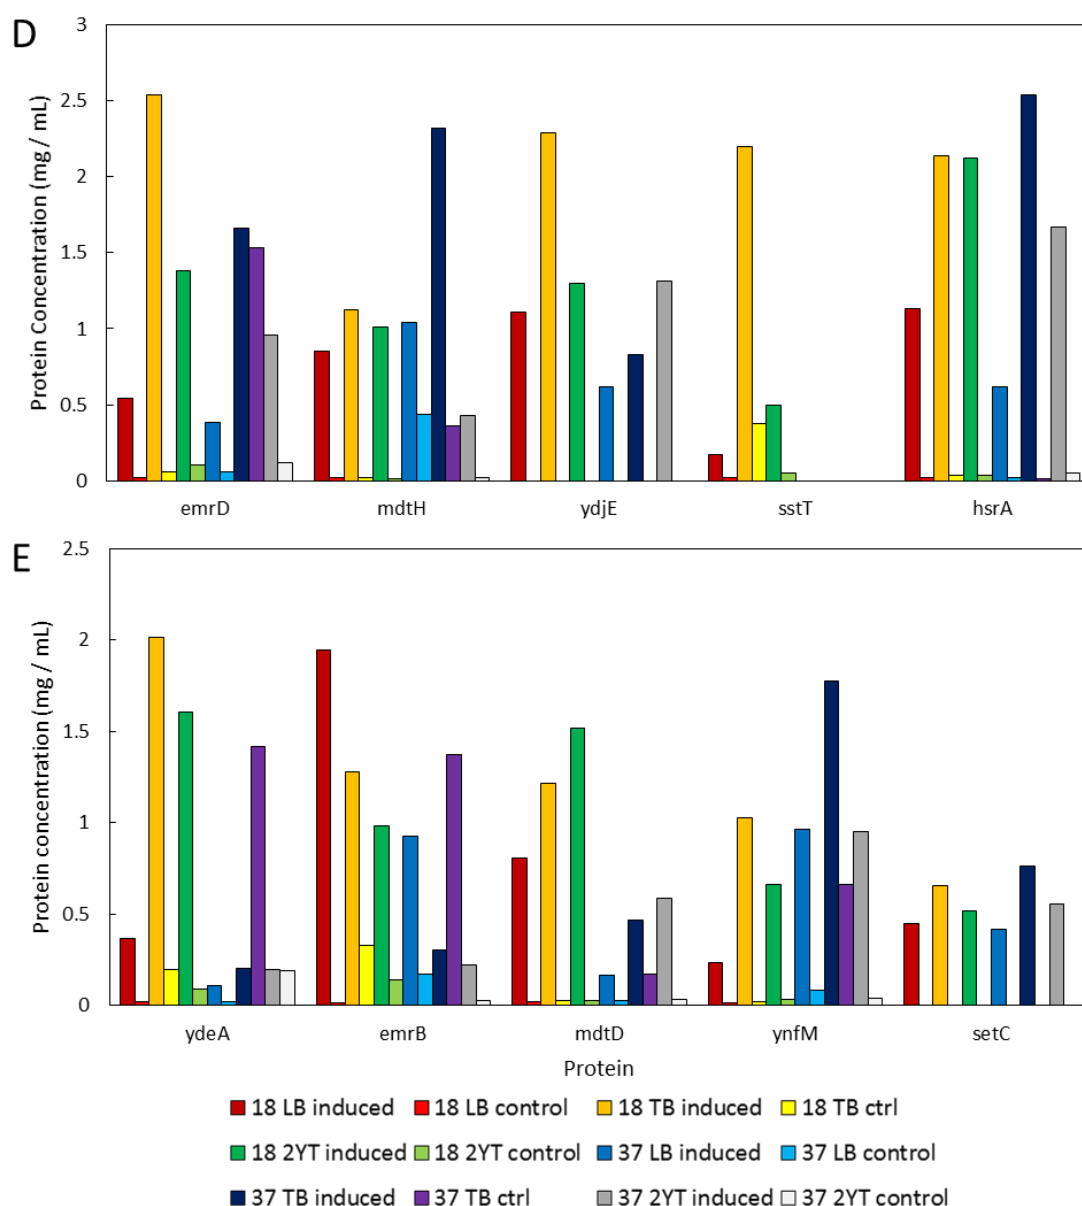 D
Protein Concentration (mg / mL)
3
2.5
2
1.5
1
0.5
0
emrD mdtH ydjE sstT hsrA
E
Protein concentration (mg / mL)
2.5
2
1.5
1
0.5
0
ydeA emrB mdtD ynfM setC
Protein
18 LB induced 18 LB control 18 TB induced 18 TB ctrl
18 2YT induced 18 2YT control 37 LB induced 37 LB control
37 TB induced 37 TB ctrl 37 2YT induced 37 2YT control